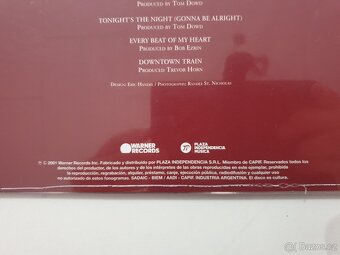 PRODUCED BY TOM DOWD
TONIGHT'S THE NIGHT (GONNA BE ALRIGHT)
PRODUCED BY TOM DOWD
EVERY BEAT OF MY HEART
PRODUCED BY BOB EZRIN
DOWNTOWN TRAIN
PRODUCED: TREVOR HORN
DESIGN: ERIC HANDEL / PHOTOGRAPHY: RANDEE ST. NICHOLAS
WARNER RECORDS
PLAZA INDEPENDENCIA MUSICA
℗ © 2001 Warner Records Inc. Fabricado y distribuido por PLAZA INDEPENDENCIA S.R.L. Miembro de CAPIF. Reservados todos los
derechos del productor, de los autores y de los intérpretes de las obras reproducidas en este ejemplar, prohibida
la reproducción, regrabación, alquiler, préstamo, canje, ejecución pública, radiodifusión y cualquier uso
no autorizado de estos fonogramas. SADAIC - BIEM / AADI - CAPIF. INDUSTRIA ARGENTINA. El disco es cultura.